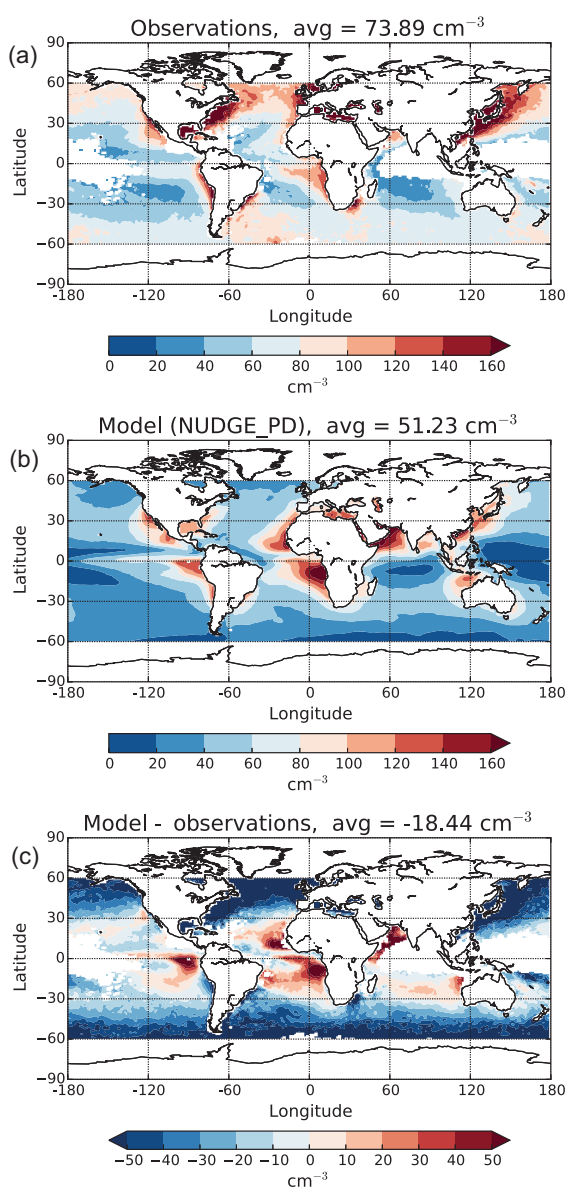 (a)
Observations, avg = 73.89 cm⁻³
90
60
30
0
−30
−60
−90
Latitude
-180 -120 -60 0 60 120 180
Longitude
0 20 40 60 80 100 120 140 160
cm⁻³
(b)
Model (NUDGE_PD), avg = 51.23 cm⁻³
90
60
30
0
−30
−60
−90
Latitude
-180 -120 -60 0 60 120 180
Longitude
0 20 40 60 80 100 120 140 160
cm⁻³
(c)
Model - observations, avg = -18.44 cm⁻³
90
60
30
0
−30
−60
−90
Latitude
-180 -120 -60 0 60 120 180
Longitude
−50 −40 −30 −20 −10 0 10 20 30 40 50
cm⁻³